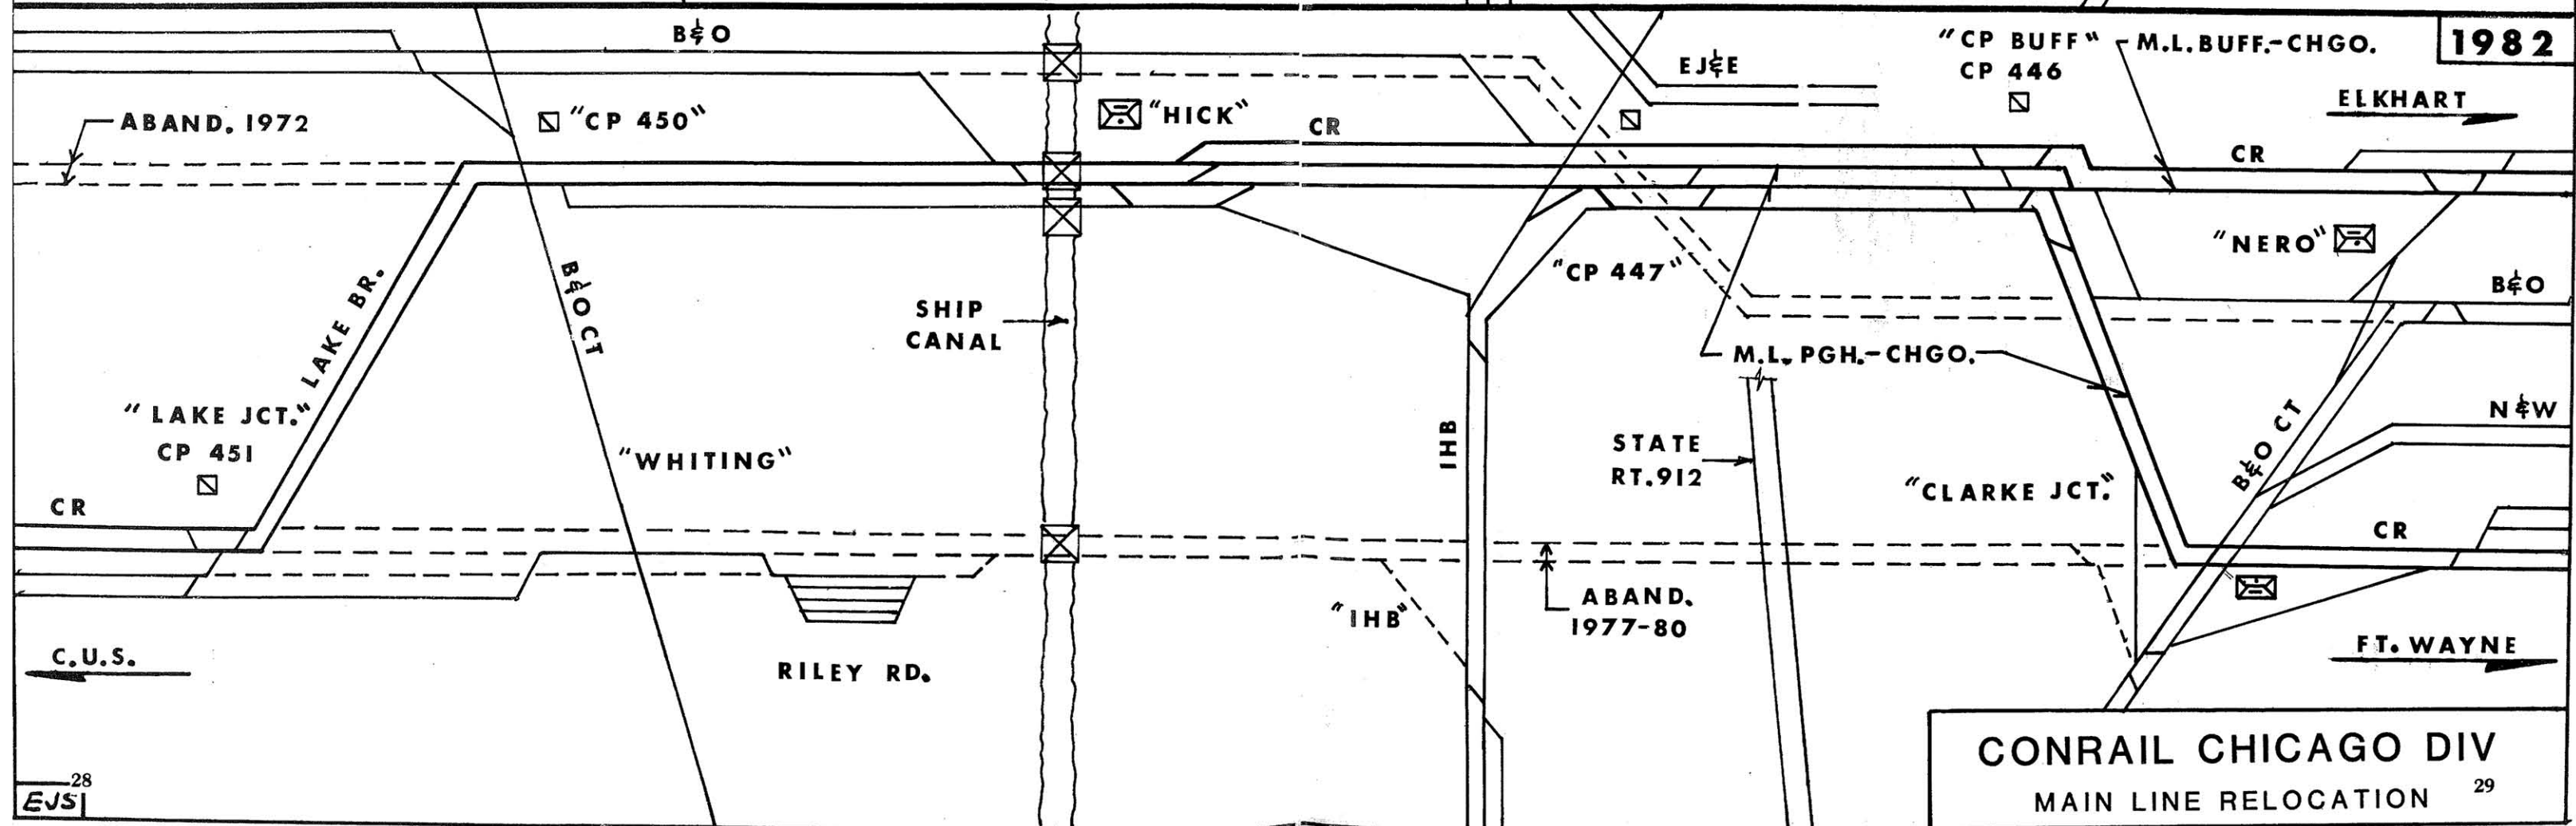 B&O
"CP BUFF"
CP 446
M.L.BUFF.-CHGO.
1982
EJ&E
ELKHART
ABAND. 1972
"CP 450"
"HICK"
CR
CR
"NERO"
B&O
LAKE BR.
B&OCT
SHIP
CANAL
"CP 447"
M.L. PGH.-CHGO.
"LAKE JCT."
CP 451
"WHITING"
IHB
STATE
RT.912
"CLARKE JCT."
B&O CT
N&W
CR
CR
"IHB"
ABAND.
1977-80
C.U.S.
RILEY RD.
FT. WAYNE
28
EJS
CONRAIL CHICAGO DIV
MAIN LINE RELOCATION
29